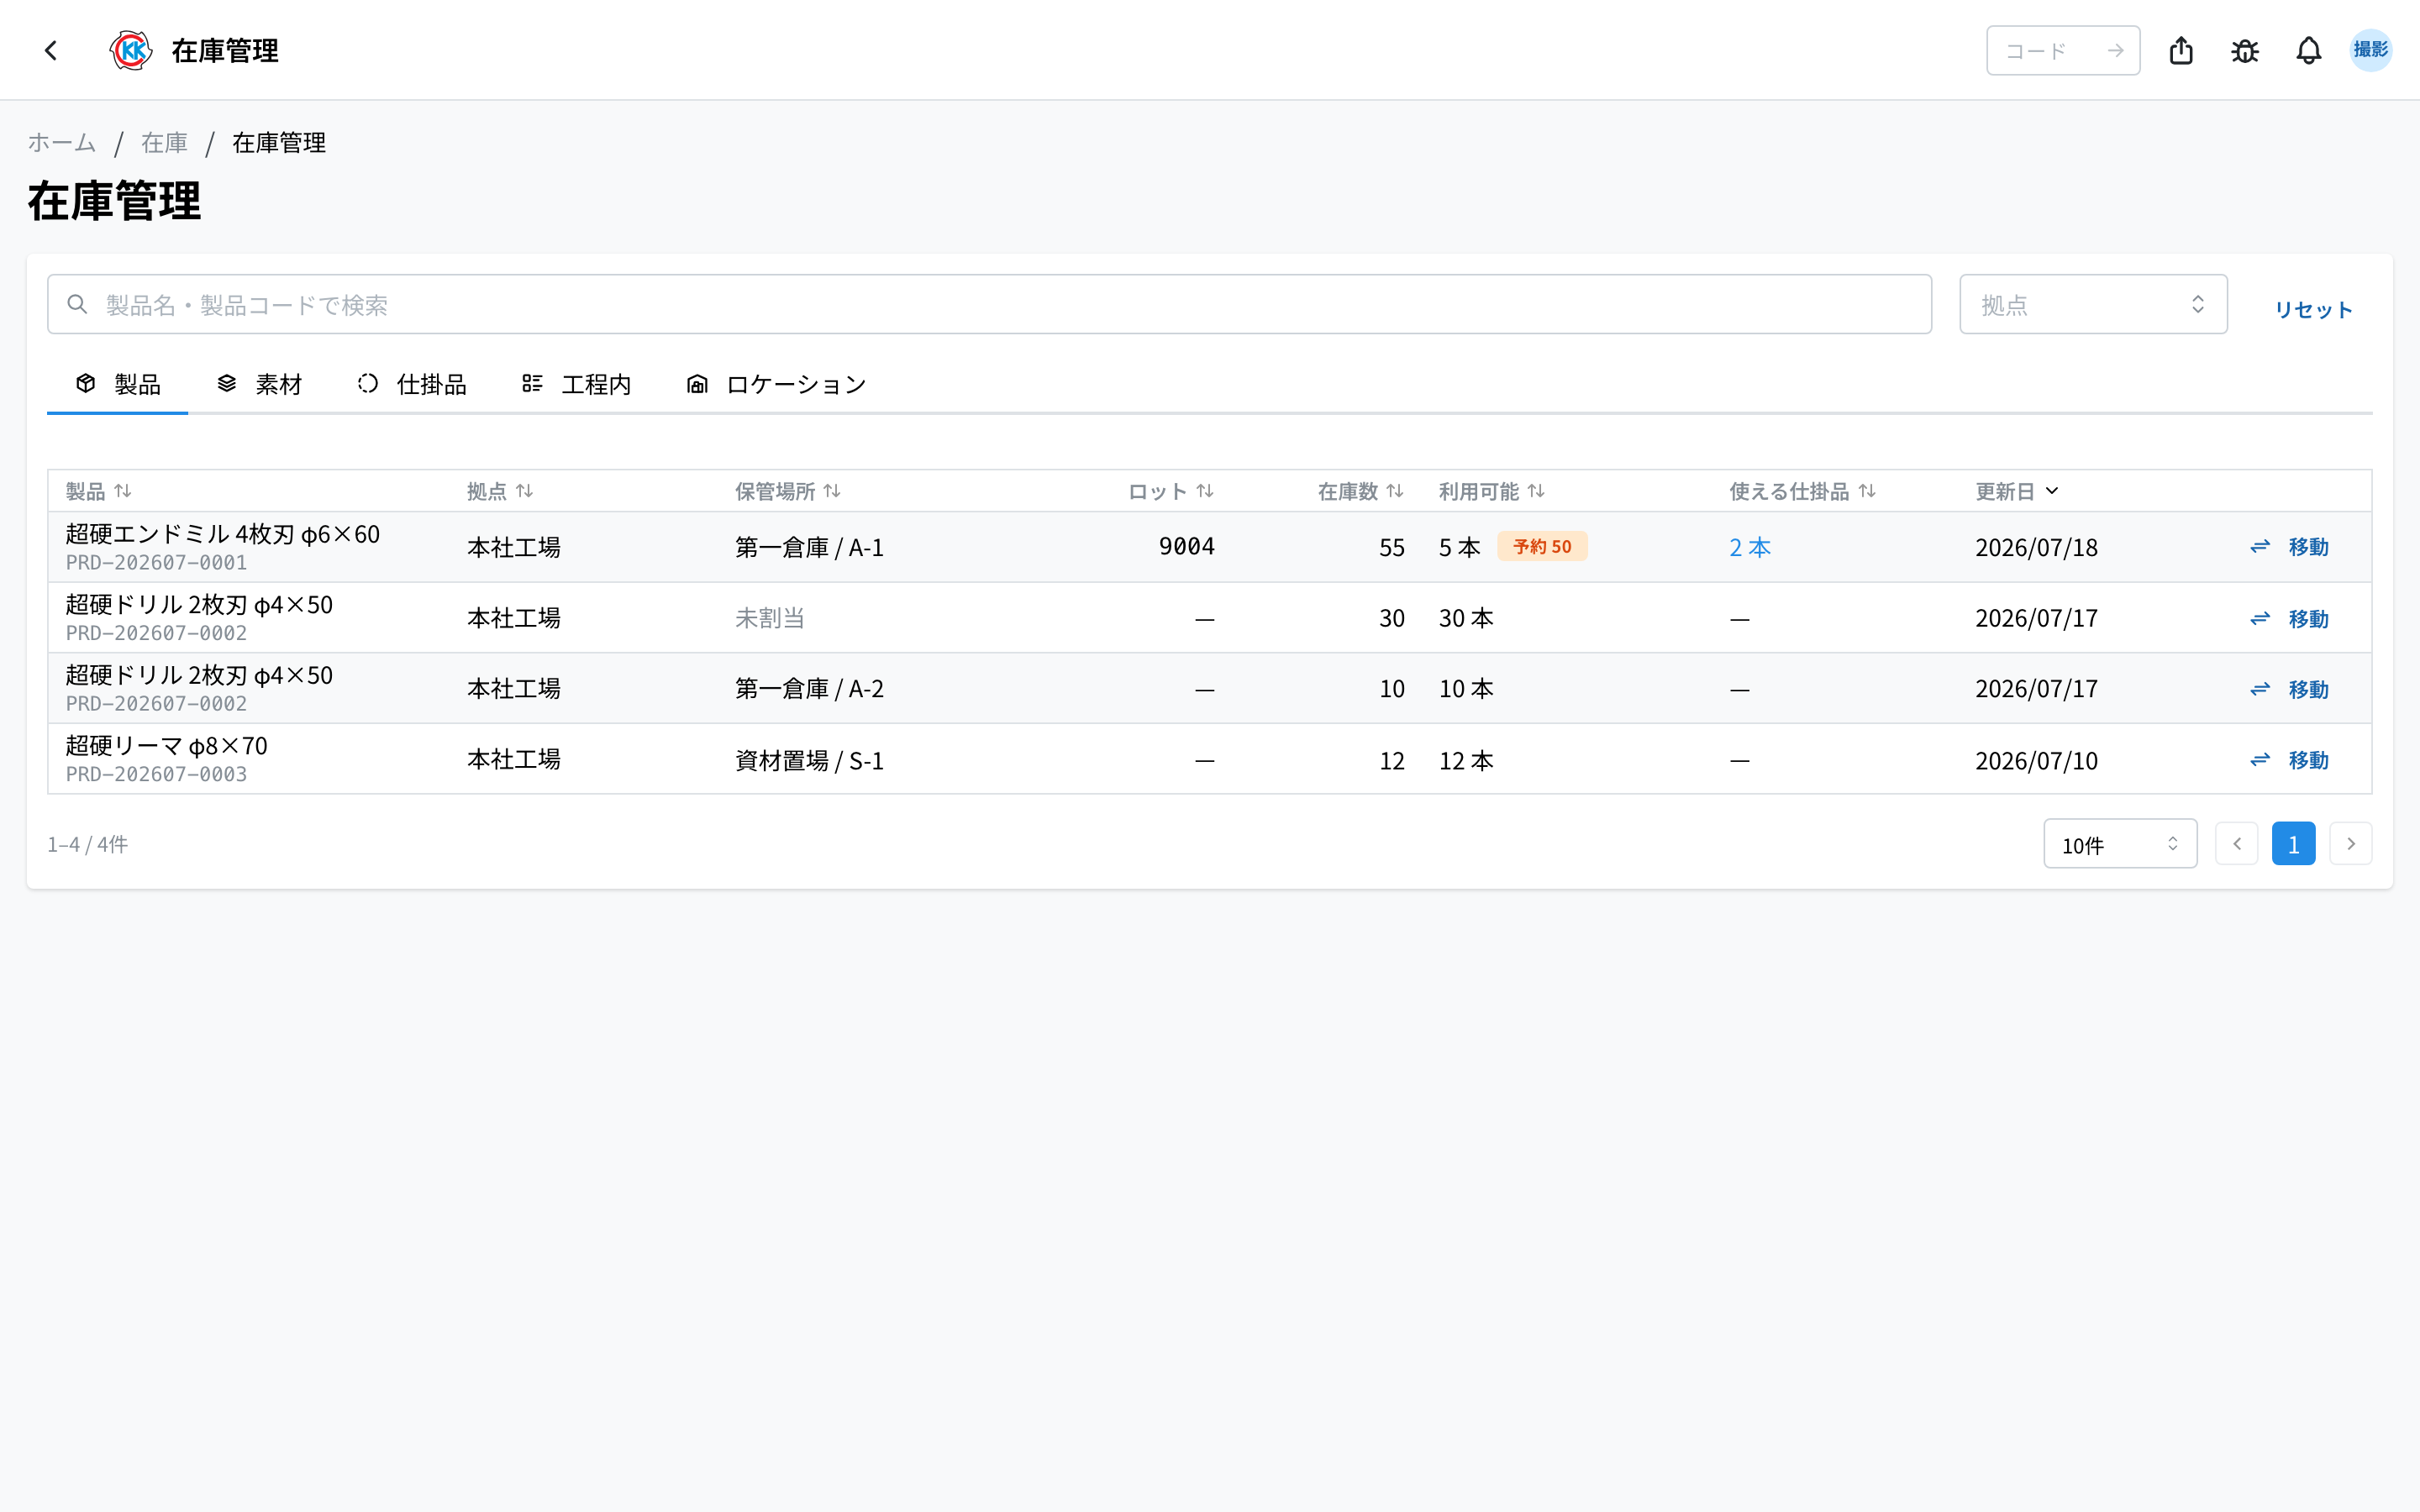 CKK 在庫管理 コード 撮影
ホーム / 在庫 / 在庫管理
在庫管理
製品名・製品コードで検索 拠点 リセット
製品 素材 仕掛品 工程内 ロケーション
製品 拠点 保管場所 ロット 在庫数 利用可能 使える仕掛品 更新日
超硬エンドミル 4枚刃 φ6×60
PRD-202607-0001
本社工場 第一倉庫 / A-1 9004 55 5 本 予約 50 2 本 2026/07/18 移動
超硬ドリル 2枚刃 φ4×50
PRD-202607-0002
本社工場 未割当 — 30 30 本 — 2026/07/17 移動
超硬ドリル 2枚刃 φ4×50
PRD-202607-0002
本社工場 第一倉庫 / A-2 — 10 10 本 — 2026/07/17 移動
超硬リーマ φ8×70
PRD-202607-0003
本社工場 資材置場 / S-1 — 12 12 本 — 2026/07/10 移動
1–4 / 4件 10件 1